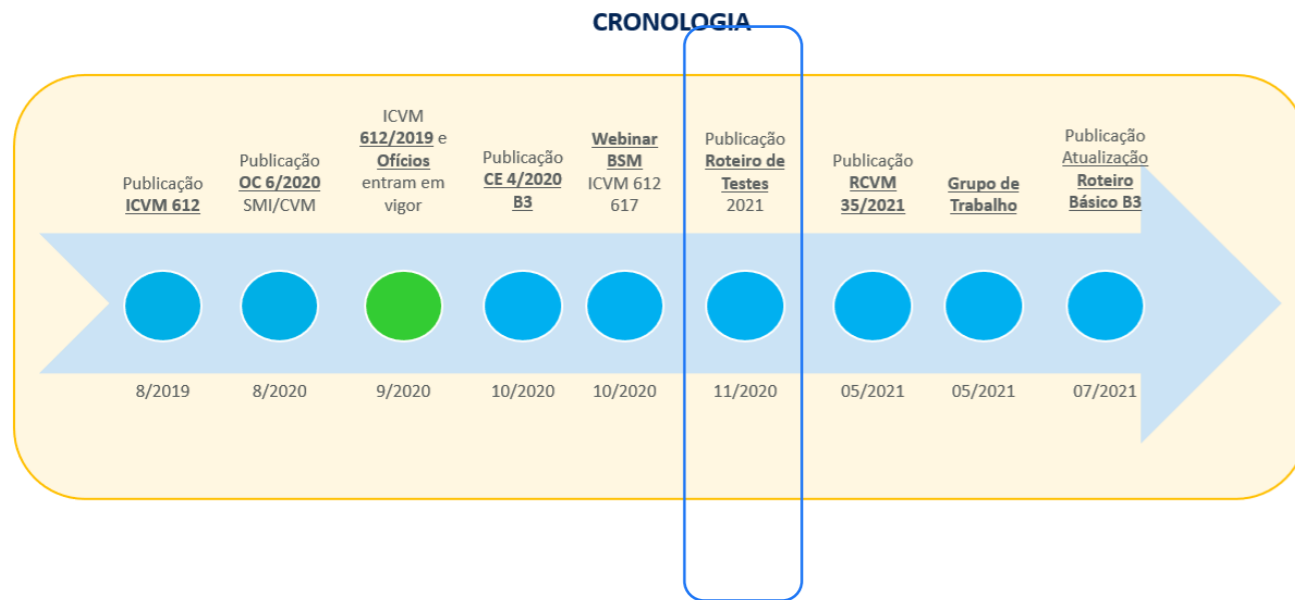 CRONOLOGIA
Publicação
ICVM 612
8/2019
Publicação
OC 6/2020
SMI/CVM
8/2020
ICVM
612/2019 e
Ofícios
entram em
vigor
9/2020
Publicação
CE 4/2020
B3
10/2020
Webinar
BSM
ICVM 612
617
10/2020
Publicação
Roteiro de
Testes
2021
11/2020
Publicação
RCVM
35/2021
05/2021
Grupo de
Trabalho
05/2021
Publicação
Atualização
Roteiro
Básico B3
07/2021